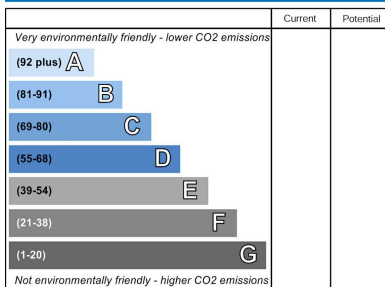 Current Potential
Very environmentally friendly - lower CO2 emissions
(92 plus) A
(81-91) B
(69-80) C
(55-68) D
(39-54) E
(21-38) F
(1-20) G
Not environmentally friendly - higher CO2 emissions